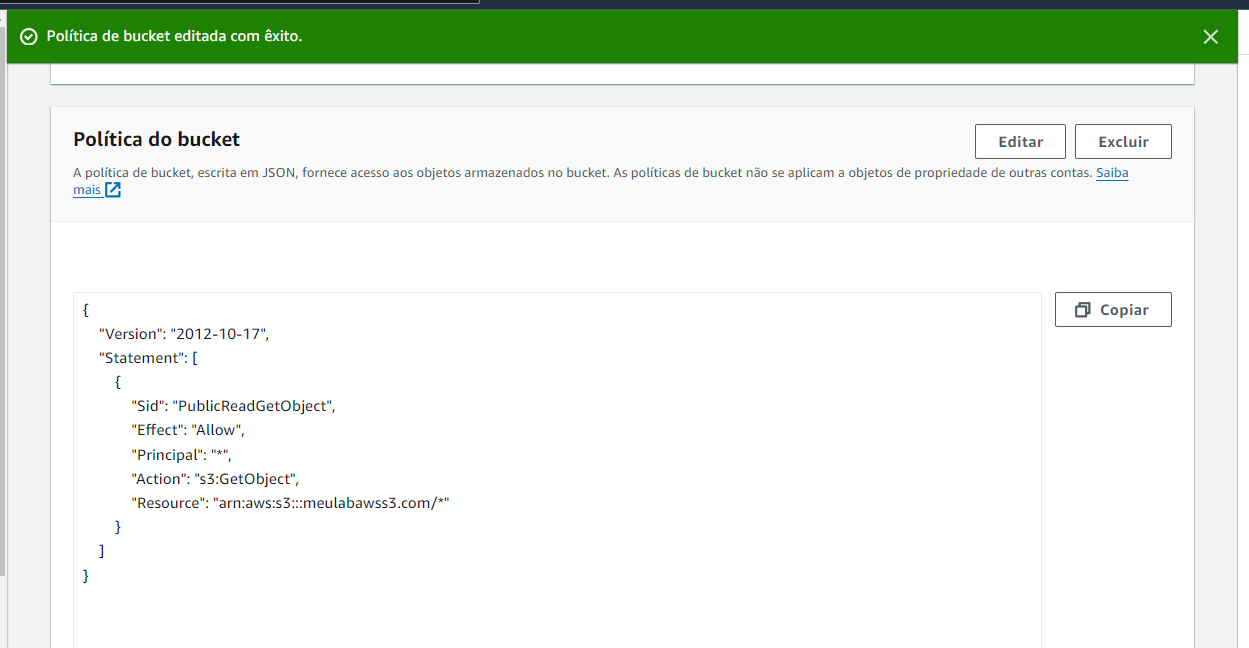 Política de bucket editada com êxito.
Política do bucket
Editar
Excluir
A política de bucket, escrita em JSON, fornece acesso aos objetos armazenados no bucket. As políticas de bucket não se aplicam a objetos de propriedade de outras contas. Saiba
mais
{
"Version": "2012-10-17",
"Statement": [
{
"Sid": "PublicReadGetObject",
"Effect": "Allow",
"Principal": "*",
"Action": "s3:GetObject",
"Resource": "arn:aws:s3:::meulabawss3.com/*"
}
]
}
Copiar